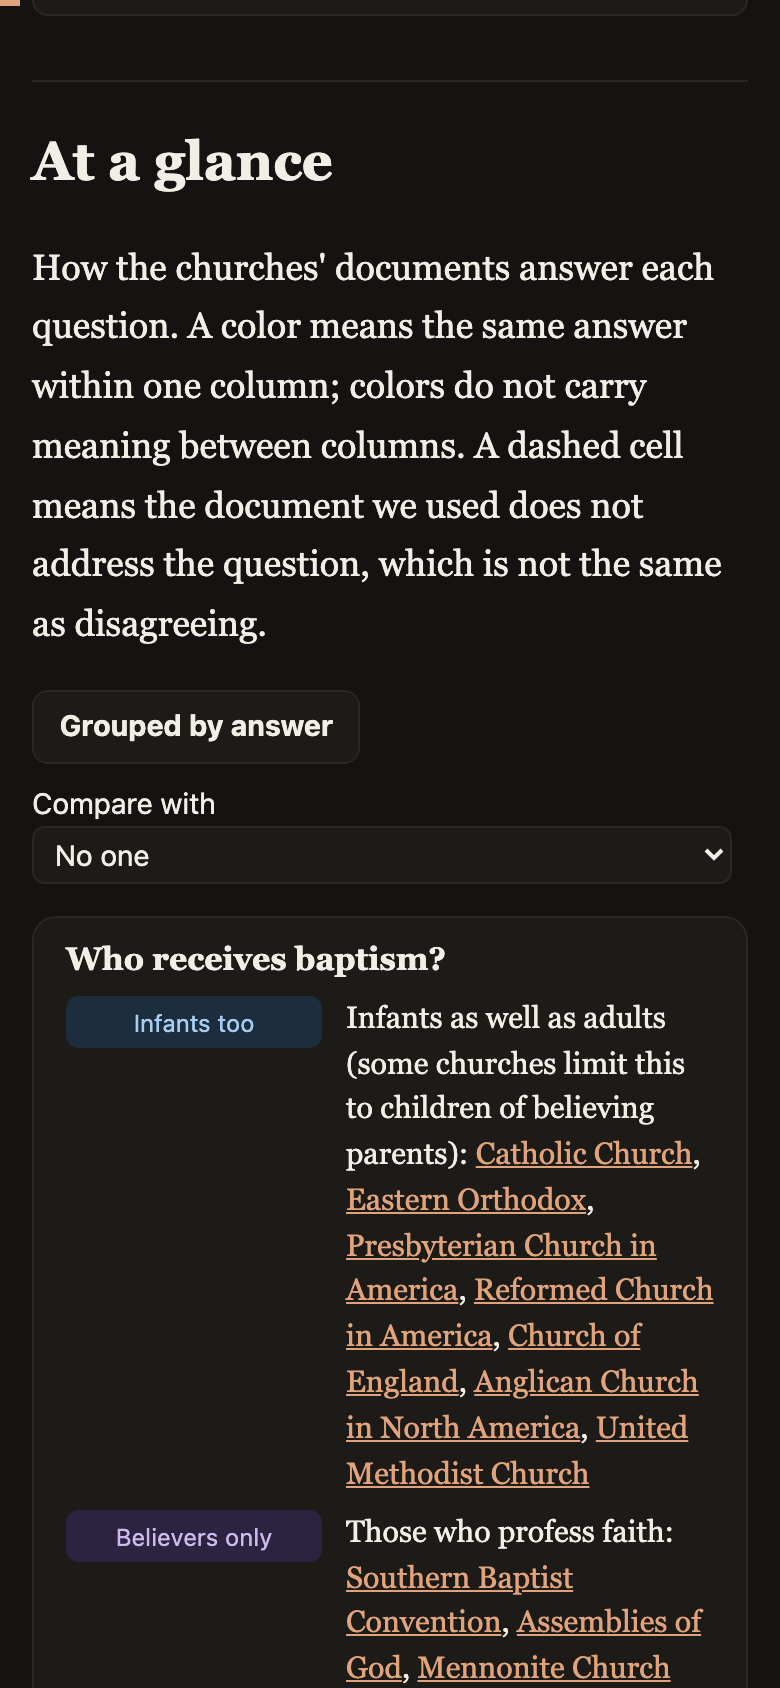 At a glance
How the churches' documents answer each
question. A color means the same answer
within one column; colors do not carry
meaning between columns. A dashed cell
means the document we used does not
address the question, which is not the same
as disagreeing.
Grouped by answer
Compare with
No one
Who receives baptism?
Infants too
Infants as well as adults
(some churches limit this
to children of believing
parents): Catholic Church,
Eastern Orthodox,
Presbyterian Church in
America, Reformed Church
in America, Church of
England, Anglican Church
in North America, United
Methodist Church
Believers only
Those who profess faith:
Southern Baptist
Convention, Assemblies of
God, Mennonite Church